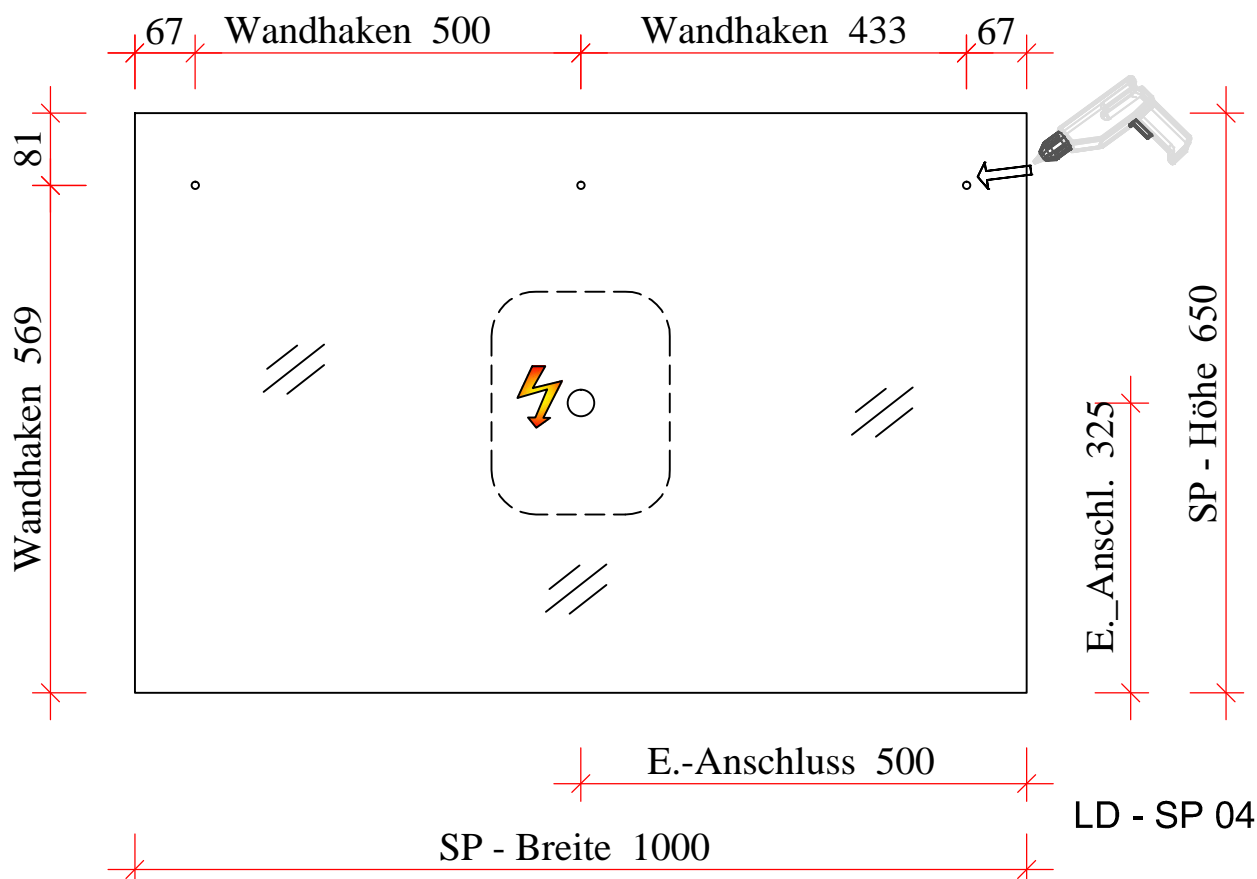 67 Wandhaken 500 Wandhaken 433 67
81
Wandhaken 569
SP - Höhe 650
E._Anschl. 325
E.-Anschluss 500
LD - SP 04
SP - Breite 1000